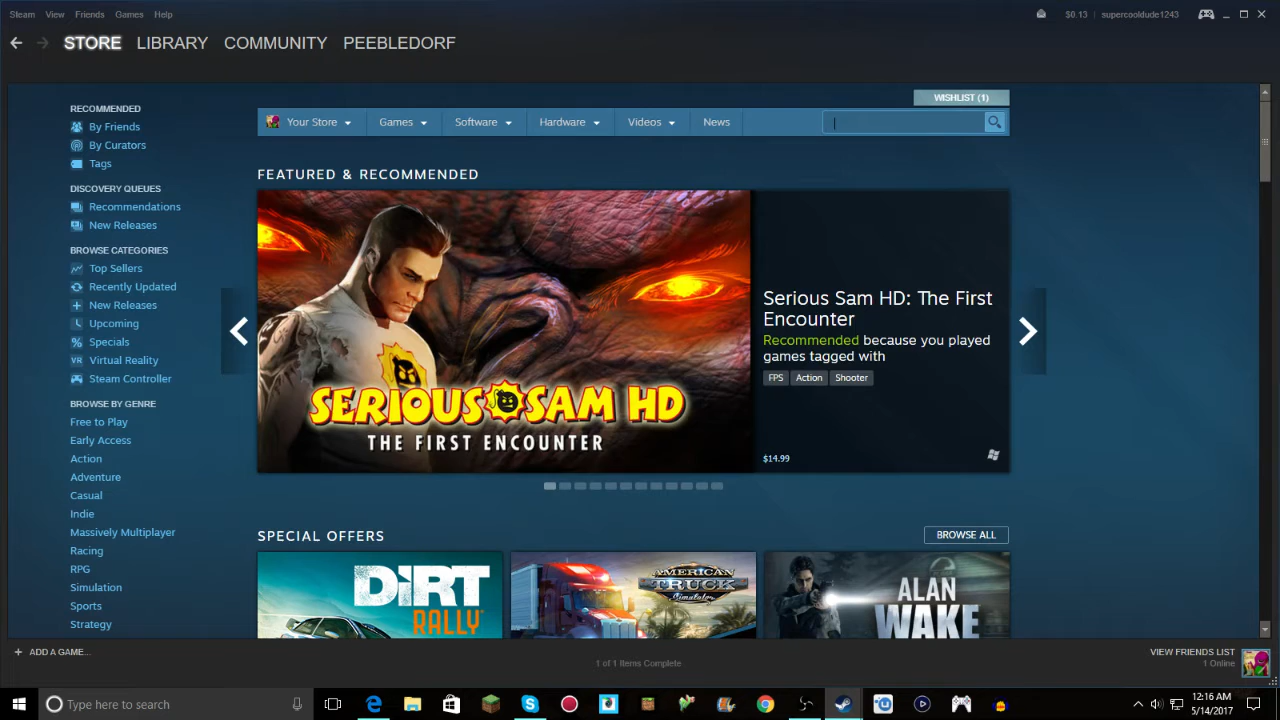 Steam View Friends Games Help
$0.13 supercooldude1243
STORE LIBRARY COMMUNITY PEEBLEDORF
WISHLIST (1)
Your Store Games Software Hardware Videos News
RECOMMENDED
By Friends
By Curators
Tags
DISCOVERY QUEUES
Recommendations
New Releases
BROWSE CATEGORIES
Top Sellers
Recently Updated
New Releases
Upcoming
Specials
VR Virtual Reality
Steam Controller
BROWSE BY GENRE
Free to Play
Early Access
Action
Adventure
Casual
Indie
Massively Multiplayer
Racing
RPG
Simulation
Sports
Strategy
FEATURED & RECOMMENDED
SERIOUS SAM HD
THE FIRST ENCOUNTER
Serious Sam HD: The First
Encounter
Recommended because you played
games tagged with
FPS Action Shooter
$14.99
SPECIAL OFFERS
BROWSE ALL
DiRT
RALLY
AMERICAN
TRUCK
Simulator
ALAN
WAKE
+ ADD A GAME...
1 of 1 Items Complete
VIEW FRIENDS LIST
1 Online
Type here to search
12:16 AM
5/14/2017